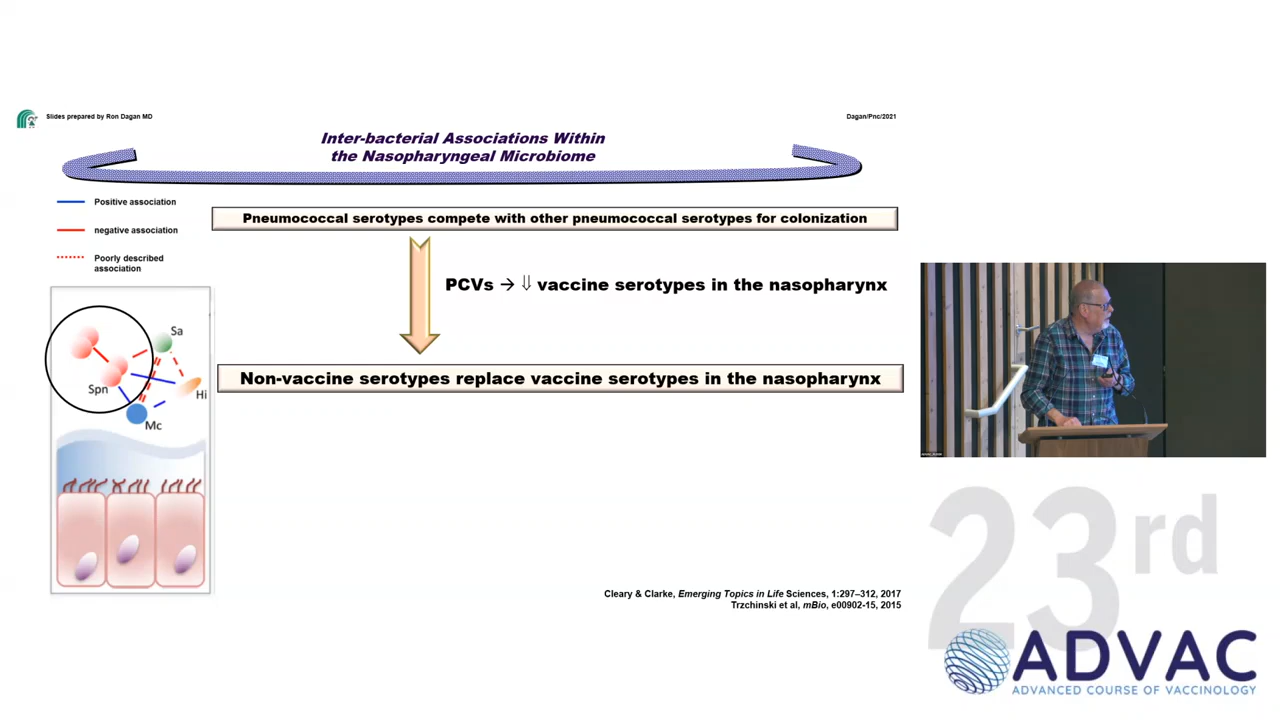 Slides prepared by Ron Dagan MD
Dagan/Pnc/2021
Inter-bacterial Associations Within
the Nasopharyngeal Microbiome
Positive association
negative association
Poorly described
association
Pneumococcal serotypes compete with other pneumococcal serotypes for colonization
PCVs → ⇓ vaccine serotypes in the nasopharynx
Non-vaccine serotypes replace vaccine serotypes in the nasopharynx
Sa
Spn
Hi
Mc
Cleary & Clarke, Emerging Topics in Life Sciences, 1:297–312, 2017
Trzchinski et al, mBio, e00902-15, 2015
23rd
ADVAC
ADVANCED COURSE OF VACCINOLOGY